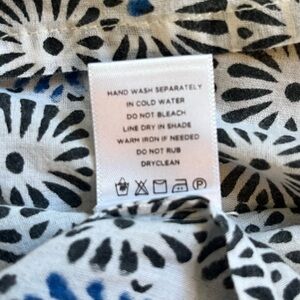 HAND WASH SEPARATELY
IN COLD WATER
DO NOT BLEACH
LINE DRY IN SHADE
WARM IRON IF NEEDED
DO NOT RUB
DRYCLEAN